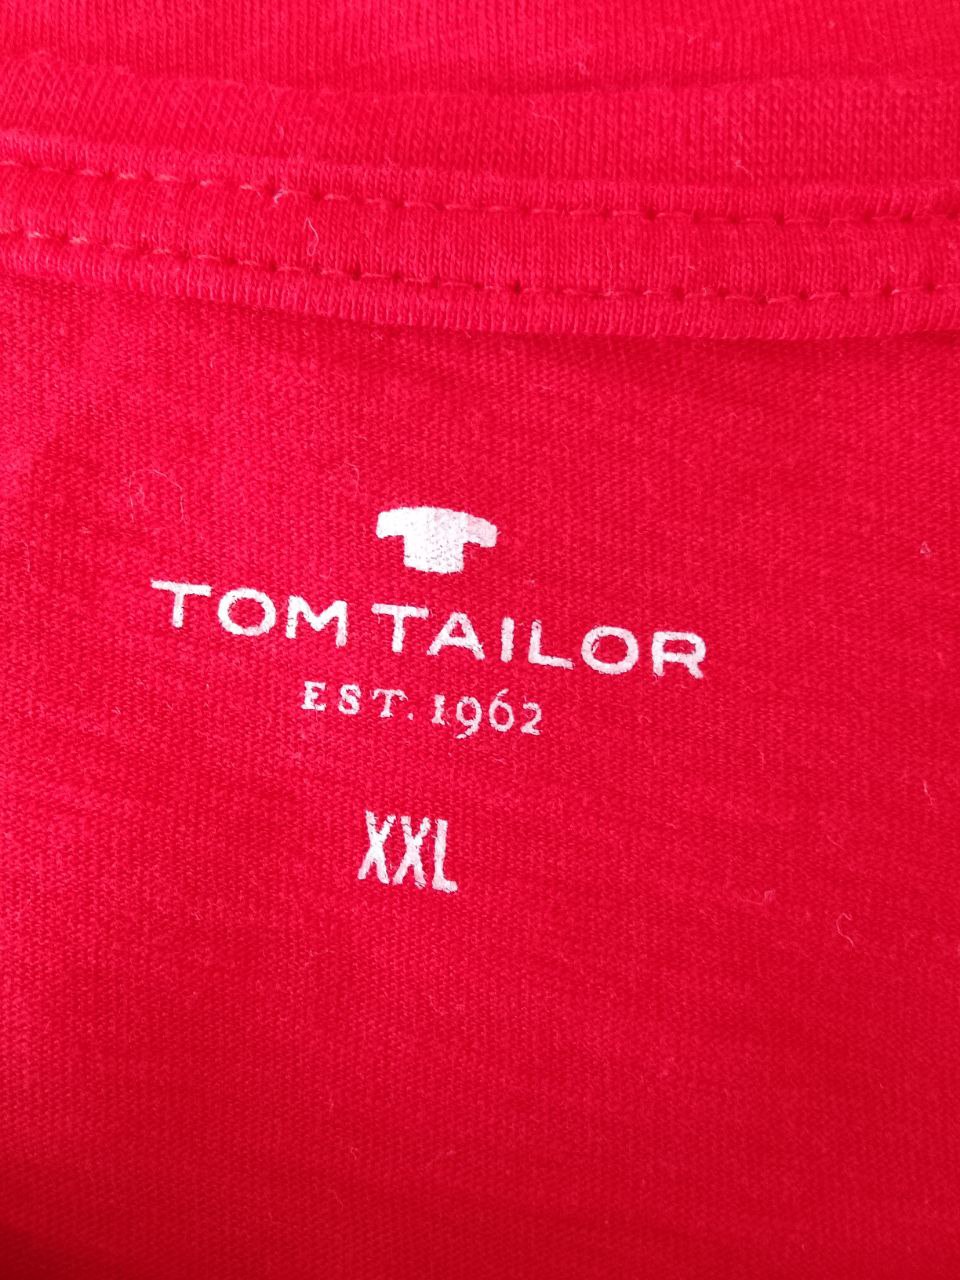 TOM TAILOR
EST. 1962
XXL